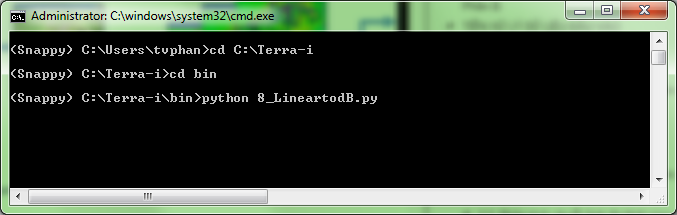 Administrator: C:\windows\system32\cmd.exe
(Snappy) C:\Users\tvphan>cd C:\Terra-i
(Snappy) C:\Terra-i>cd bin
(Snappy) C:\Terra-i\bin>python 8_LineartodB.py